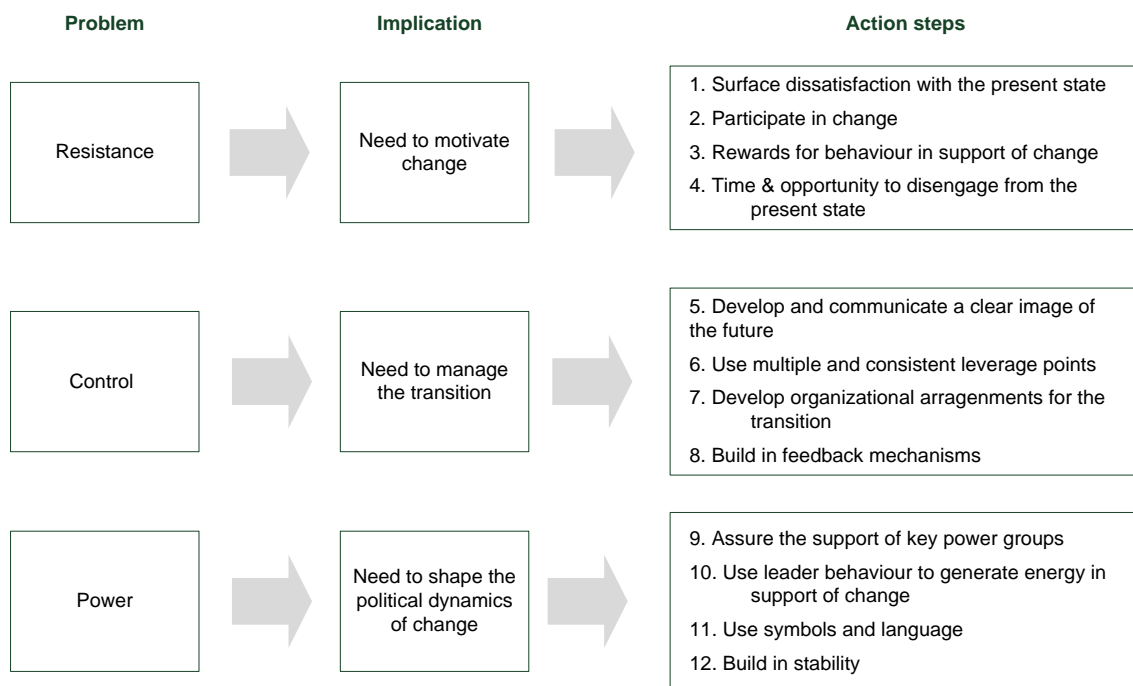 Problem
Implication
Action steps
Resistance
Need to motivate
change
1. Surface dissatisfaction with the present state
2. Participate in change
3. Rewards for behaviour in support of change
4. Time & opportunity to disengage from the
present state
Control
Need to manage
the transition
5. Develop and communicate a clear image of
the future
6. Use multiple and consistent leverage points
7. Develop organizational arragenments for the
transition
8. Build in feedback mechanisms
Power
Need to shape the
political dynamics
of change
9. Assure the support of key power groups
10. Use leader behaviour to generate energy in
support of change
11. Use symbols and language
12. Build in stability